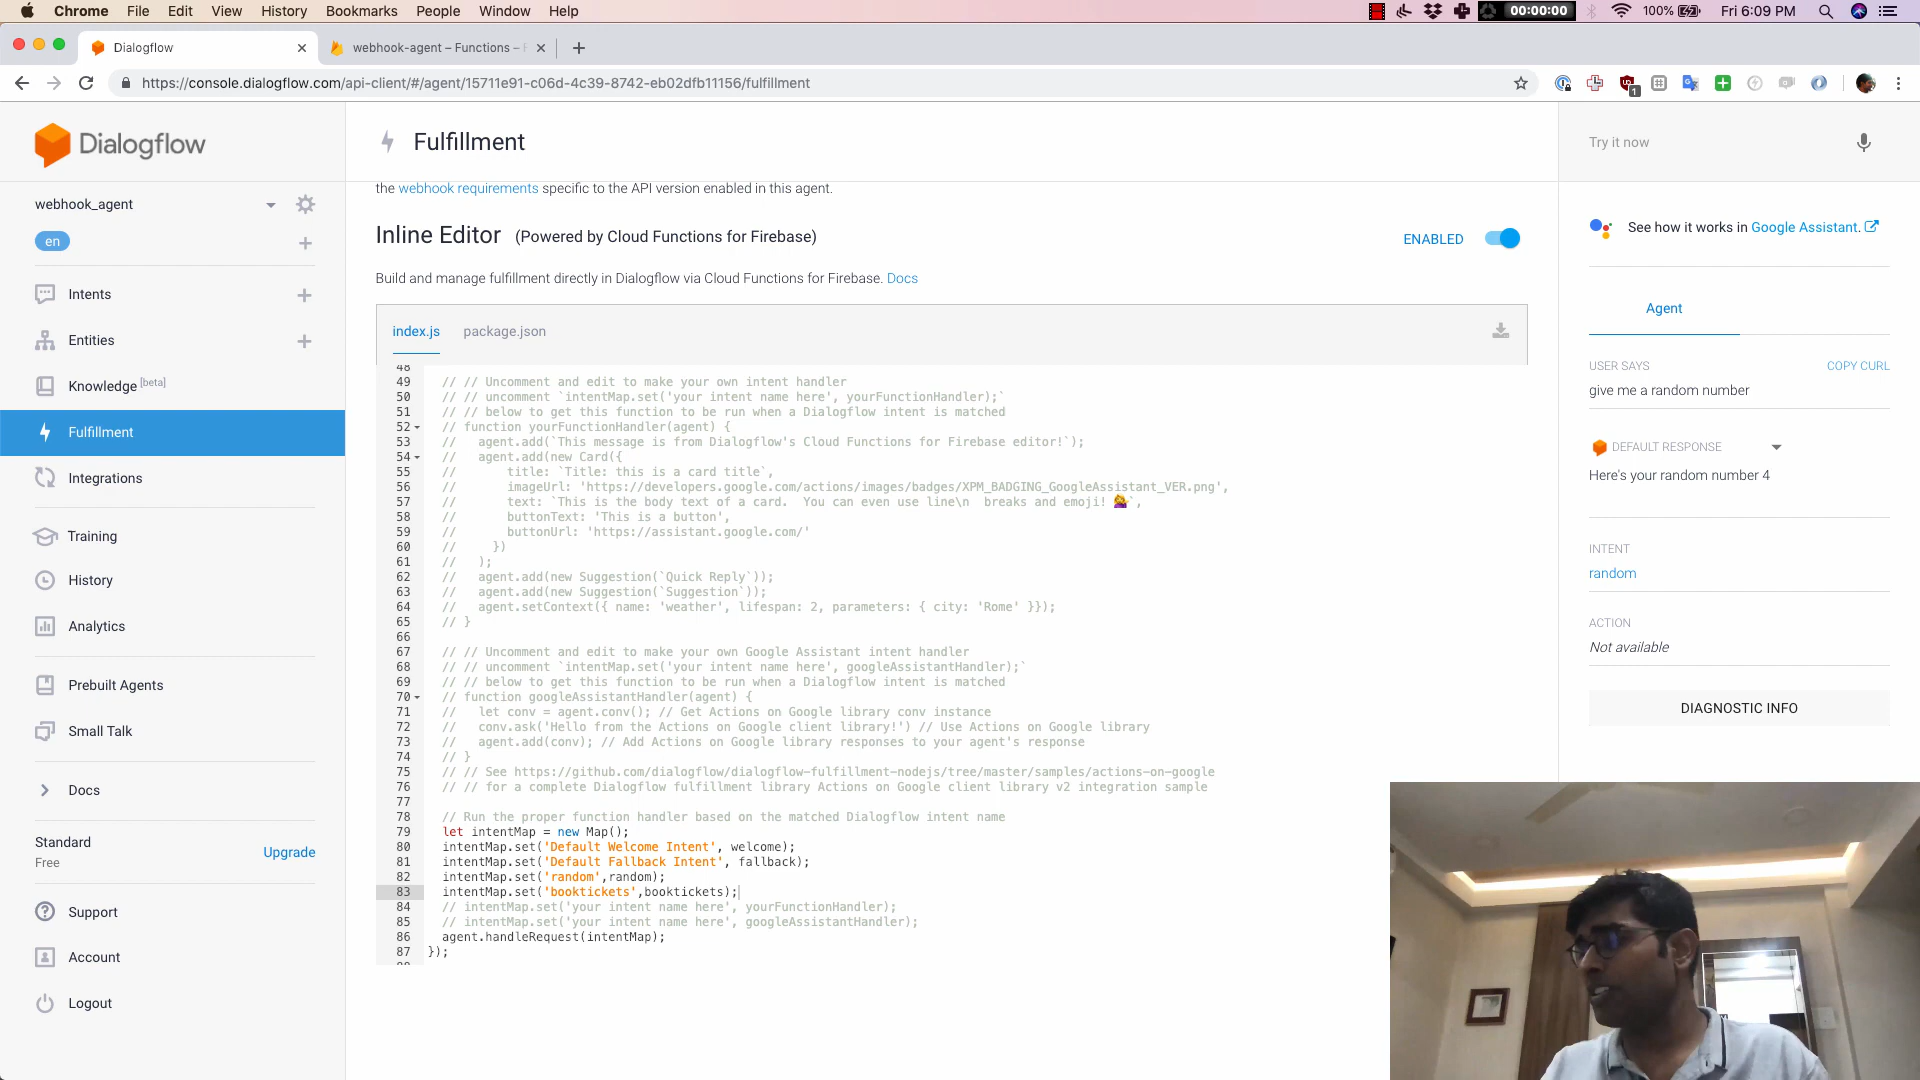 Chrome File Edit View History Bookmarks People Window Help
00:00:00
100%
Fri 6:09 PM
Dialogflow
webhook-agent – Functions –
https://console.dialogflow.com/api-client/#/agent/15711e91-c06d-4c39-8742-eb02dfb11156/fulfillment
1
Dialogflow
webhook_agent
en
Intents
Entities
Knowledge [beta]
Fulfillment
Integrations
Training
History
Analytics
Prebuilt Agents
Small Talk
Docs
Standard
Free
Upgrade
Support
Account
Logout
Fulfillment
the webhook requirements specific to the API version enabled in this agent.
Inline Editor (Powered by Cloud Functions for Firebase)
ENABLED
Build and manage fulfillment directly in Dialogflow via Cloud Functions for Firebase. Docs
index.js package.json
48
49 // // Uncomment and edit to make your own intent handler
50 // // uncomment `intentMap.set('your intent name here', yourFunctionHandler);`
51 // // below to get this function to be run when a Dialogflow intent is matched
52 // function yourFunctionHandler(agent) {
53 // agent.add(`This message is from Dialogflow's Cloud Functions for Firebase editor!`);
54 // agent.add(new Card({
55 // title: `Title: this is a card title`,
56 // imageUrl: 'https://developers.google.com/actions/images/badges/XPM_BADGING_GoogleAssistant_VER.png',
57 // text: `This is the body text of a card. You can even use line\n breaks and emoji! 💁`,
58 // buttonText: 'This is a button',
59 // buttonUrl: 'https://assistant.google.com/'
60 // })
61 // );
62 // agent.add(new Suggestion(`Quick Reply`));
63 // agent.add(new Suggestion(`Suggestion`));
64 // agent.setContext({ name: 'weather', lifespan: 2, parameters: { city: 'Rome' }});
65 // }
66
67 // // Uncomment and edit to make your own Google Assistant intent handler
68 // // uncomment `intentMap.set('your intent name here', googleAssistantHandler);`
69 // // below to get this function to be run when a Dialogflow intent is matched
70 // function googleAssistantHandler(agent) {
71 // let conv = agent.conv(); // Get Actions on Google library conv instance
72 // conv.ask('Hello from the Actions on Google client library!') // Use Actions on Google library
73 // agent.add(conv); // Add Actions on Google library responses to your agent's response
74 // }
75 // // See https://github.com/dialogflow/dialogflow-fulfillment-nodejs/tree/master/samples/actions-on-google
76 // // for a complete Dialogflow fulfillment library Actions on Google client library v2 integration sample
77
78 // Run the proper function handler based on the matched Dialogflow intent name
79 let intentMap = new Map();
80 intentMap.set('Default Welcome Intent', welcome);
81 intentMap.set('Default Fallback Intent', fallback);
82 intentMap.set('random',random);
83 intentMap.set('booktickets',booktickets);
84 // intentMap.set('your intent name here', yourFunctionHandler);
85 // intentMap.set('your intent name here', googleAssistantHandler);
86 agent.handleRequest(intentMap);
87 });
Try it now
See how it works in Google Assistant.
Agent
USER SAYS
COPY CURL
give me a random number
DEFAULT RESPONSE
Here's your random number 4
INTENT
random
ACTION
Not available
DIAGNOSTIC INFO